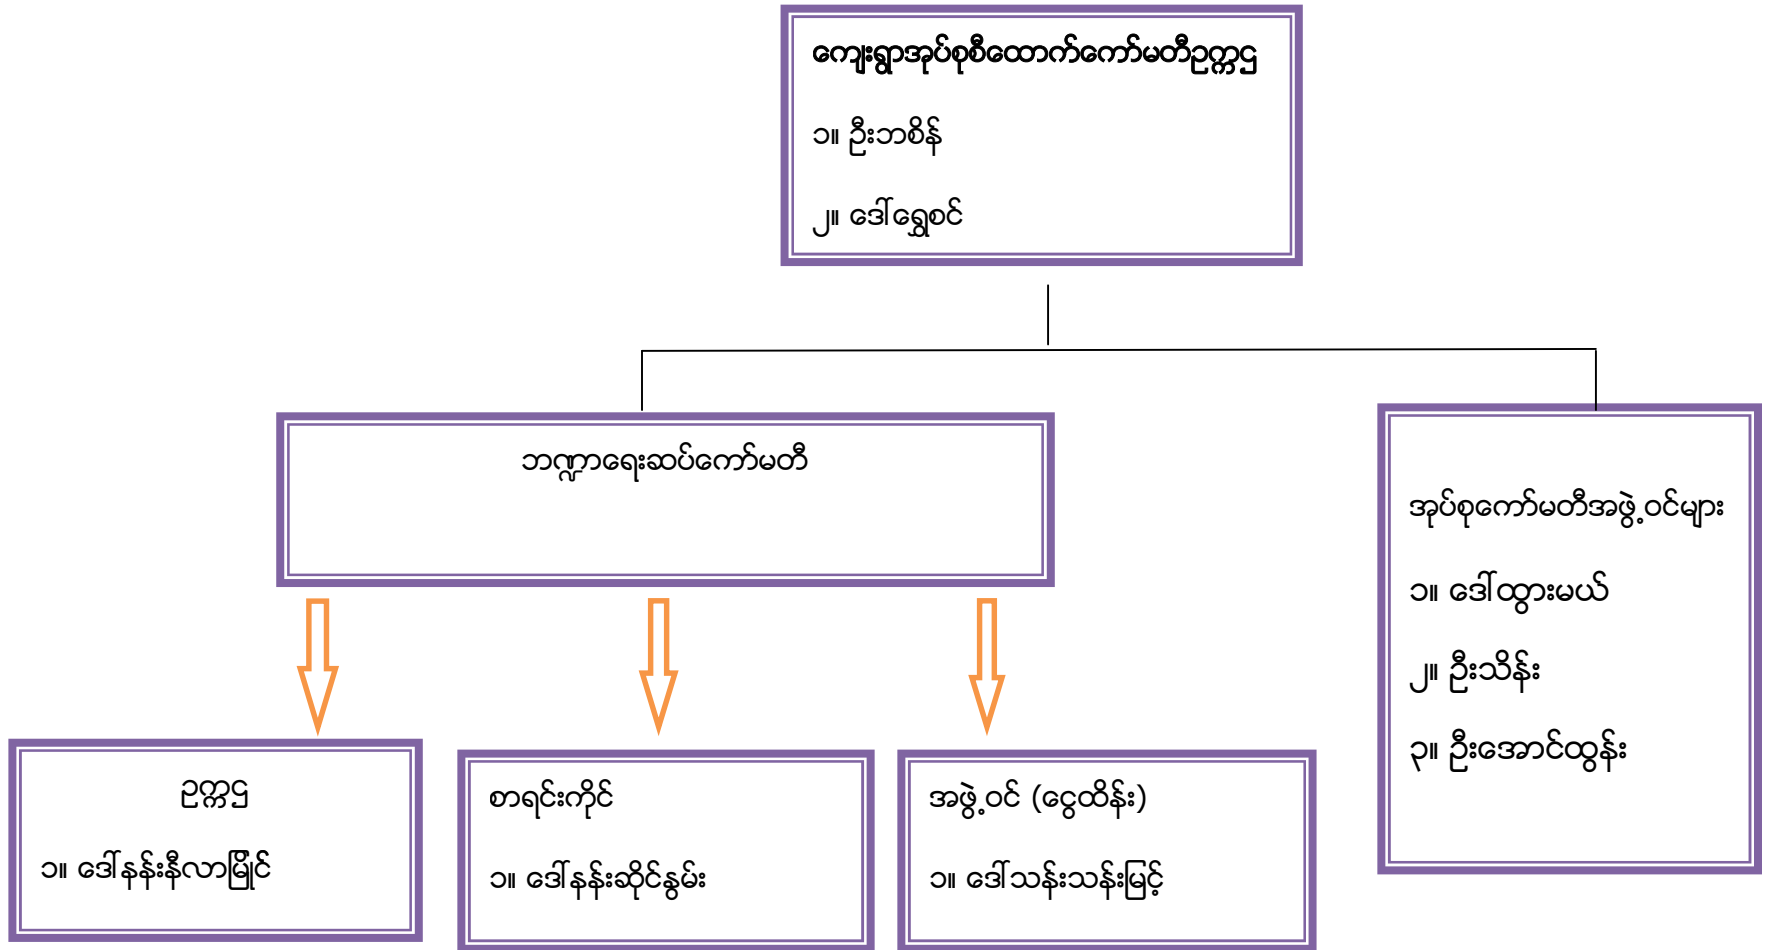 ကျေးရွာအုပ်စုစီထောက်ကော်မတီဥက္ကဌ
၁။ ဦးဘစိန်
၂။ ဒေါ်ရွှေစင်
ဘဏ္ဍာရေးဆပ်ကော်မတီ
အုပ်စုကော်မတီအဖွဲ့ဝင်များ
၁။ ဒေါ်ထွားမယ်
၂။ ဦးသိန်း
၃။ ဦးအောင်ထွန်း
ဥက္ကဌ
၁။ ဒေါ်နန်းနီလာမြိုင်
စာရင်းကိုင်
၁။ ဒေါ်နန်းဆိုင်နွမ်း
အဖွဲ့ဝင် (ငွေထိန်း)
၁။ ဒေါ်သန်းသန်းမြင့်